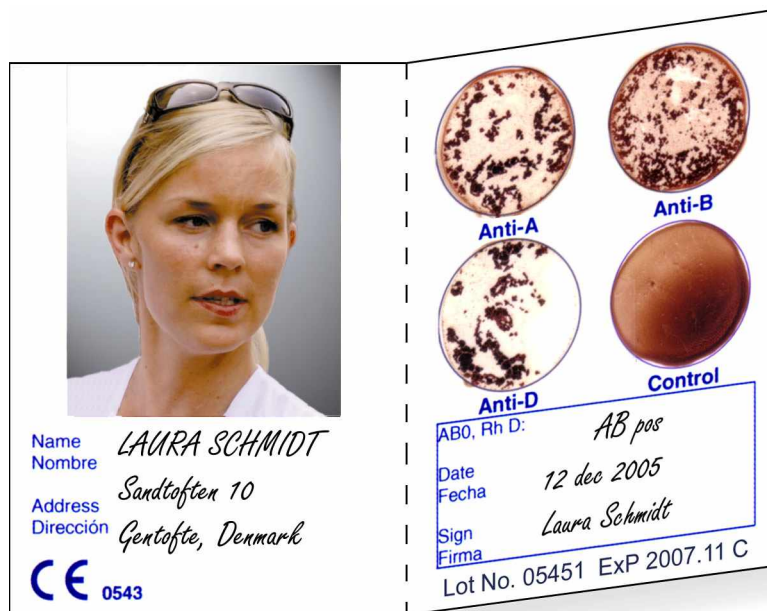 Name
Nombre
LAURA SCHMIDT
Address
Dirección
Sandtoften 10
Gentofte, Denmark
CE 0543
Anti-A
Anti-B
Anti-D
Control
AB0, Rh D:
AB pos
Date
Fecha
12 dec 2005
Sign
Firma
Laura Schmidt
Lot No. 05451 ExP 2007.11 C